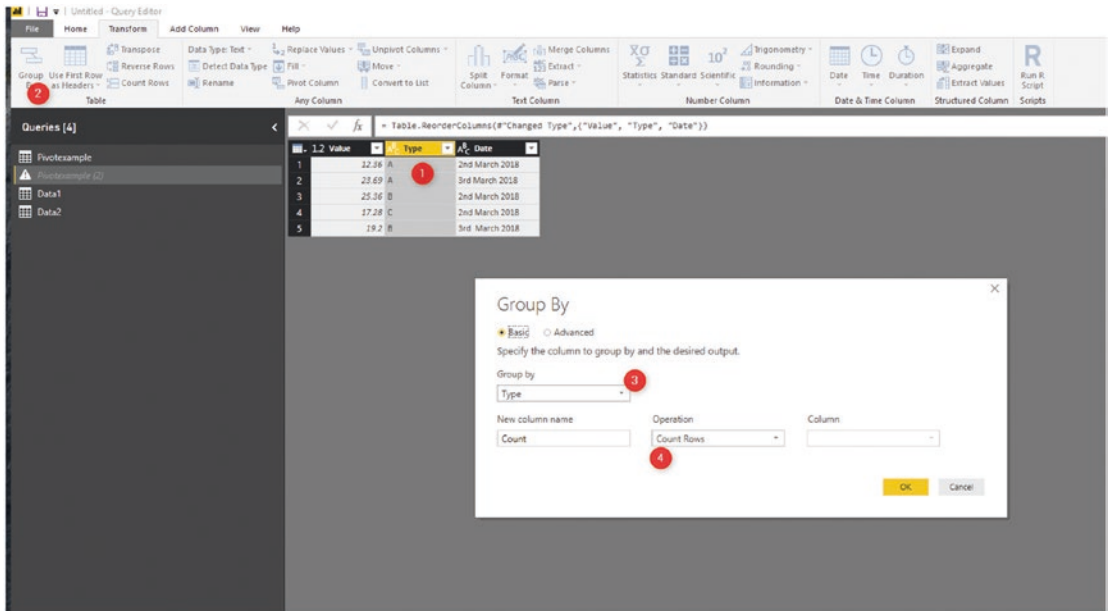 Untitled - Query Editor
File Home Transform Add Column View Help
Group By
Use First Row as Headers
Transpose
Reverse Rows
Count Rows
Table
Data Type: Text
Detect Data Type
Rename
Replace Values
Fill
Pivot Column
Unpivot Columns
Move
Convert to List
Any Column
Split Column
Format
ABC
Merge Columns
Extract
Parse
Text Column
Statistics
Standard
10²
Scientific
Trigonometry
Rounding
Information
Number Column
Date
Time
Duration
Date & Time Column
Expand
Aggregate
Extract Values
Structured Column
R
Run R Script
Scripts
2
Queries [4]
Pivotexample
Pivotexample (2)
Data1
Data2
fx = Table.ReorderColumns(#"Changed Type",{"Value", "Type", "Date"})
1.2 Value Type Date
1 12.36 A 2nd March 2018
2 23.69 A 3rd March 2018
3 25.36 B 2nd March 2018
4 17.28 C 2nd March 2018
5 19.2 B 3rd March 2018
1
Group By
Basic Advanced
Specify the column to group by and the desired output.
Group by
Type
3
New column name Operation Column
Count Count Rows
4
OK Cancel